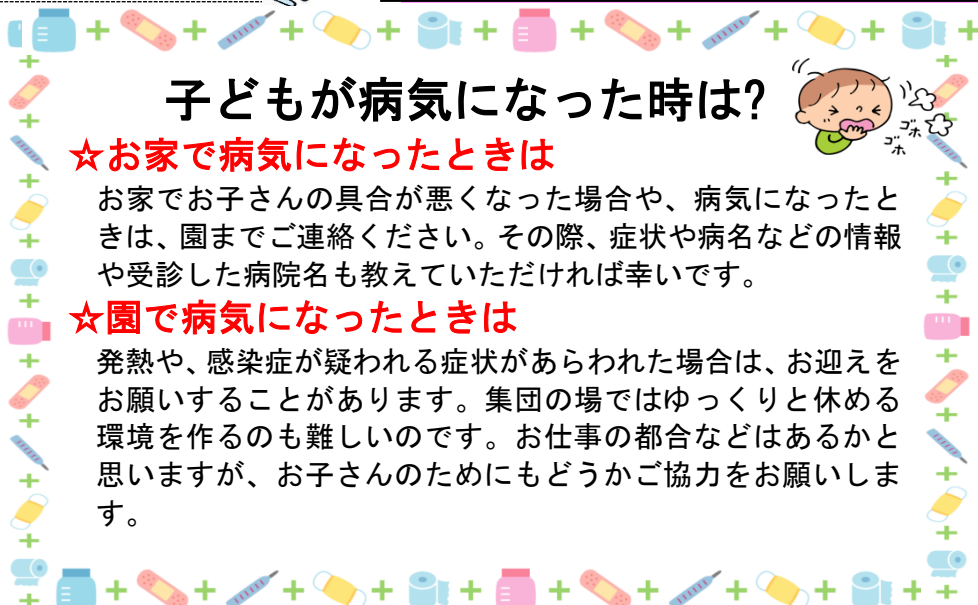 子どもが病気になった時は?
ゴホ
ゴホ
☆お家で病気になったときは
お家でお子さんの具合が悪くなった場合や、病気になったと
きは、園までご連絡ください。その際、症状や病名などの情報
や受診した病院名も教えていただければ幸いです。
☆園で病気になったときは
発熱や、感染症が疑われる症状があらわれた場合は、お迎えを
お願いすることがあります。集団の場ではゆっくりと休める
環境を作るのも難しいのです。お仕事の都合などはあるかと
思いますが、お子さんのためにもどうかご協力をお願いしま
す。